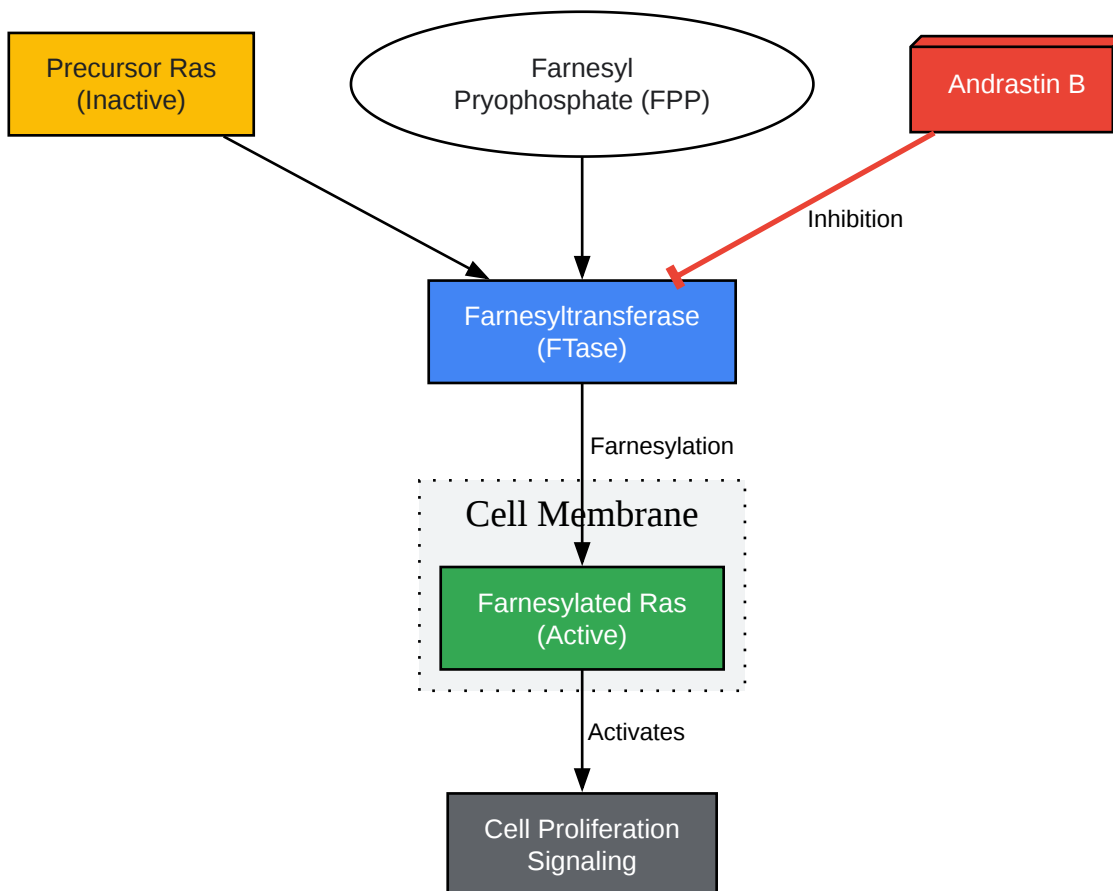 Precursor Ras
(Inactive)
Farnesyl
Pryophosphate (FPP)
Andrastin B
Inhibition
Farnesyltransferase
(FTase)
Farnesylation
Cell Membrane
Farnesylated Ras
(Active)
Activates
Cell Proliferation
Signaling